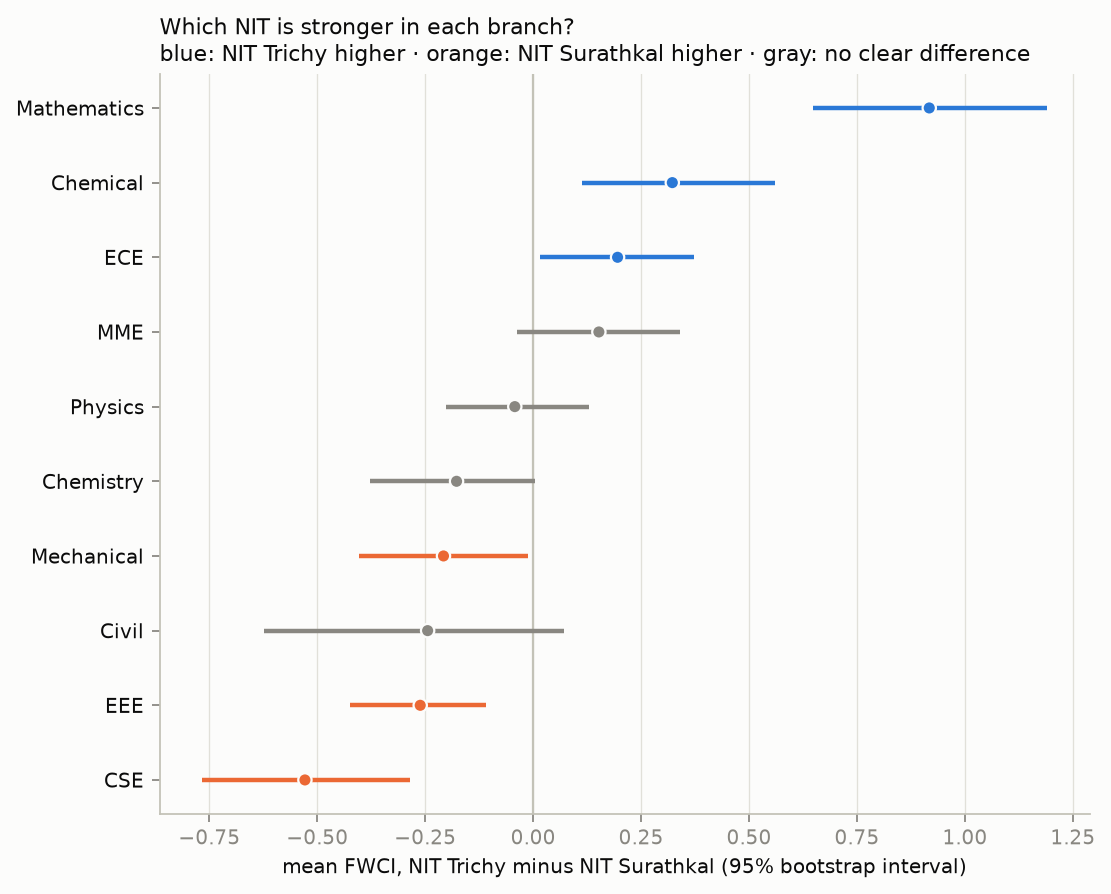 Which NIT is stronger in each branch?
blue: NIT Trichy higher · orange: NIT Surathkal higher · gray: no clear difference
Mathematics
Chemical
ECE
MME
Physics
Chemistry
Mechanical
Civil
EEE
CSE
−0.75 −0.50 −0.25 0.00 0.25 0.50 0.75 1.00 1.25
mean FWCI, NIT Trichy minus NIT Surathkal (95% bootstrap interval)